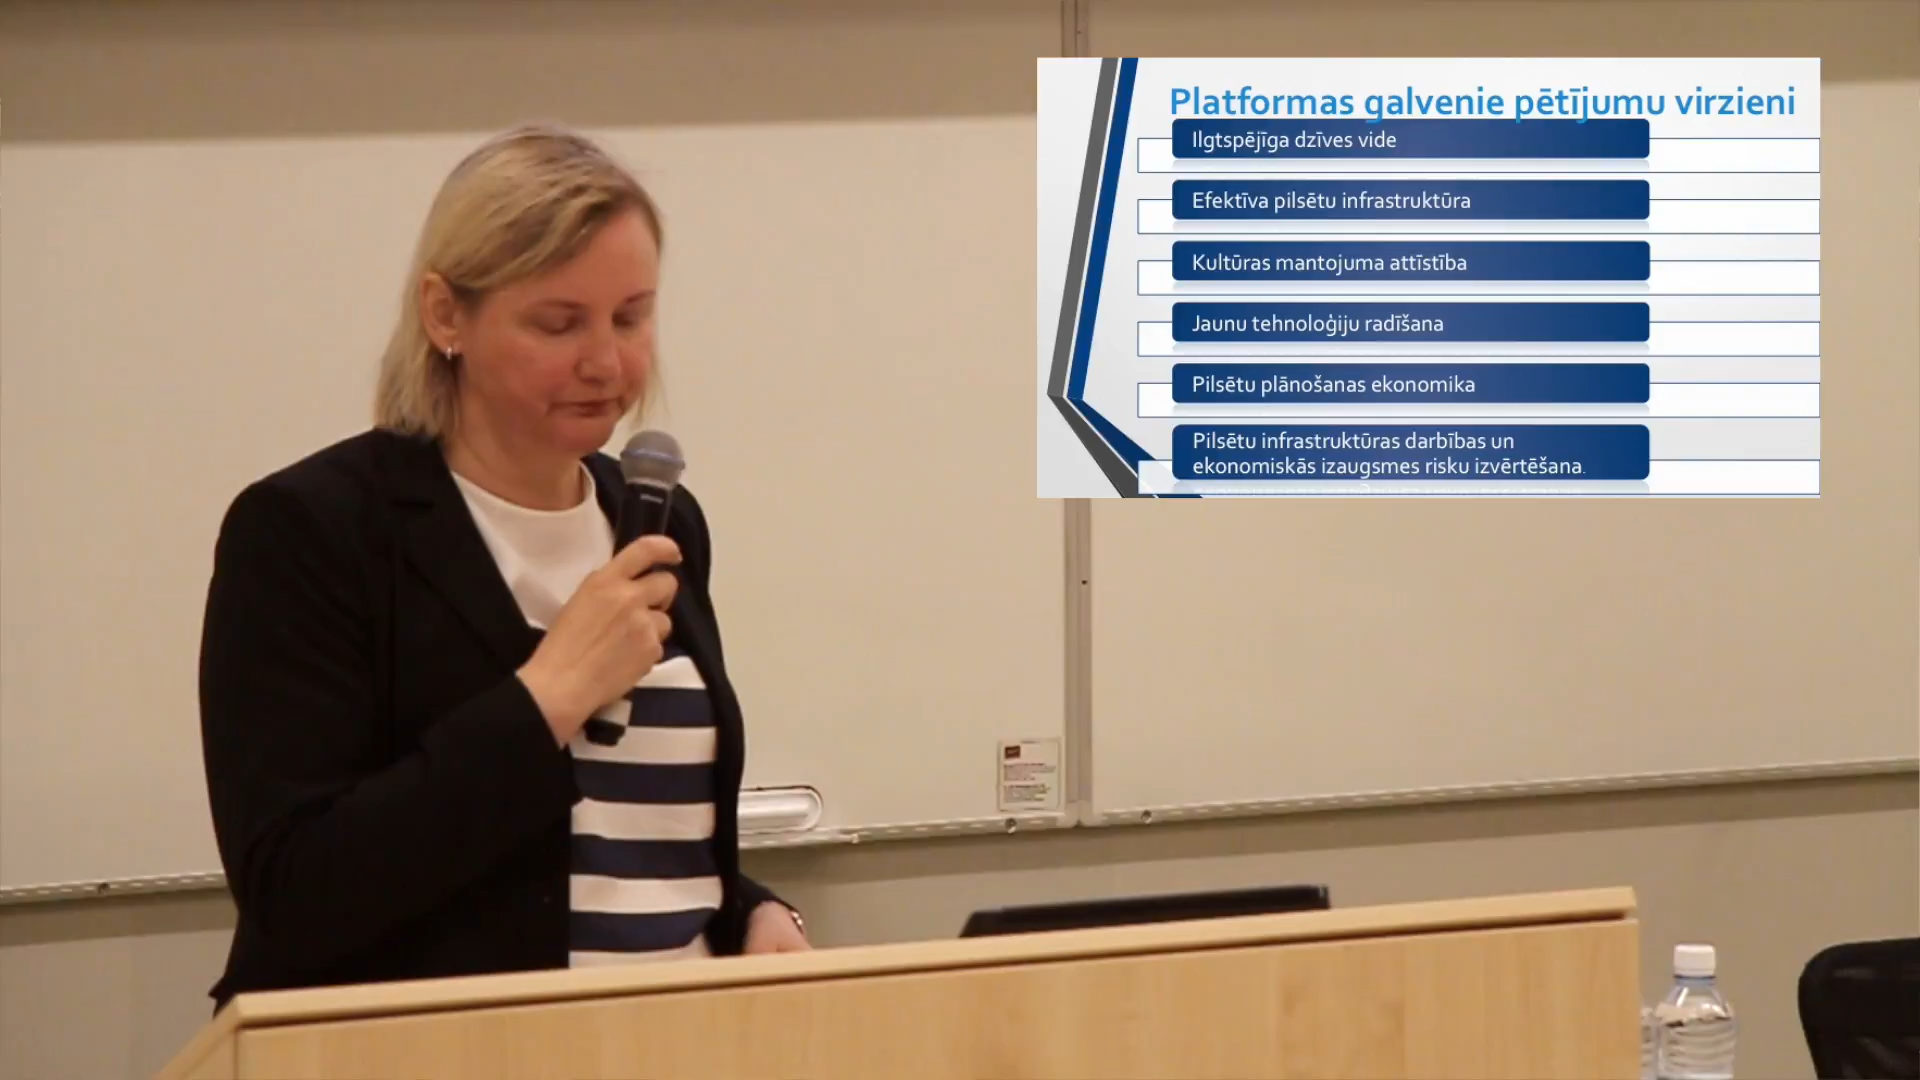 Platformas galvenie pētījumu virzieni
Ilgtspējīga dzīves vide
Efektīva pilsētu infrastruktūra
Kultūras mantojuma attīstība
Jaunu tehnoloģiju radīšana
Pilsētu plānošanas ekonomika
Pilsētu infrastruktūras darbības un
ekonomiskās izaugsmes risku izvērtēšana.